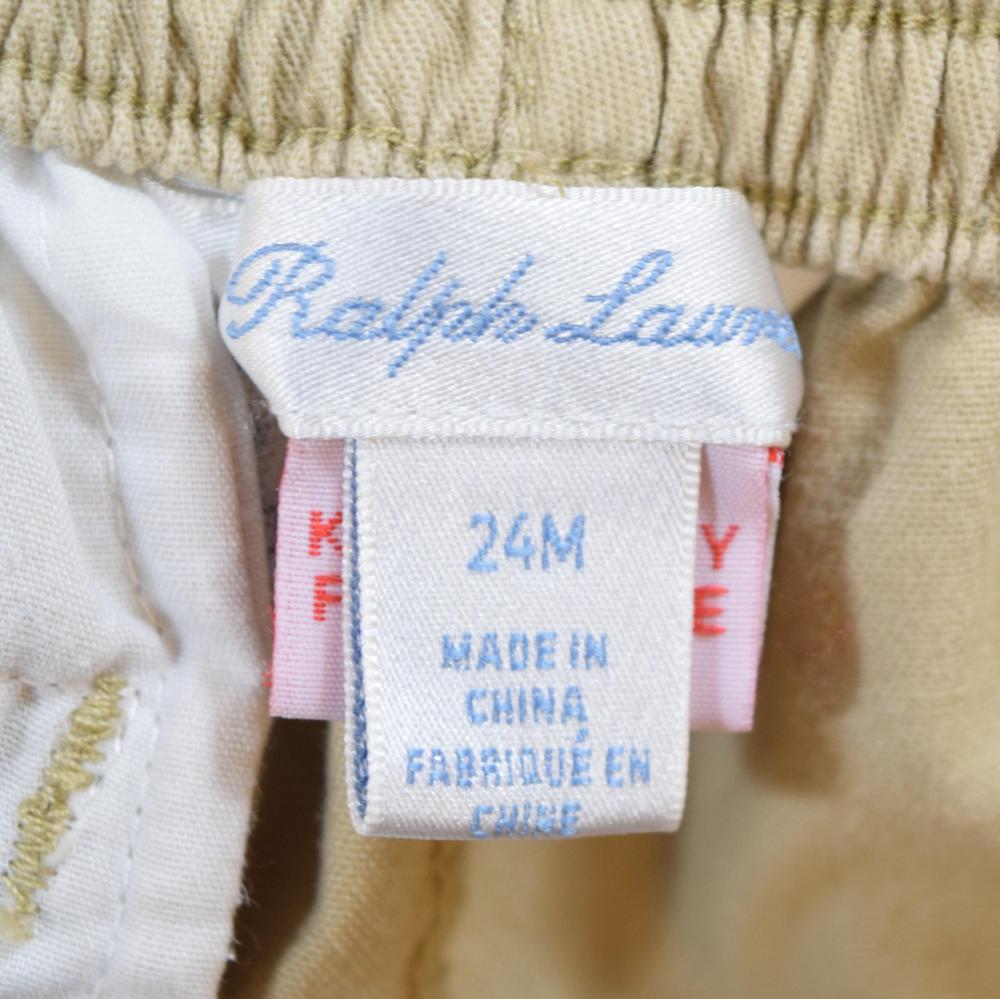 Ralph Lauren
24M
MADE IN
CHINA
FABRIQUÉ EN
CHINE